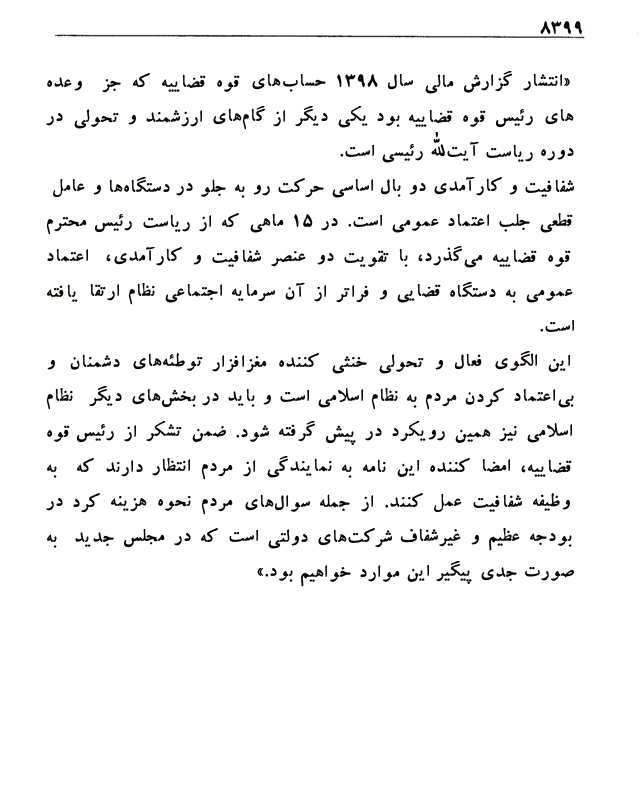 ۸۳۹۹
«انتشار گزارش مالی سال ۱۳۹۸ حساب‌های قوه قضاییه که جز وعده
های رئیس قوه قضاییه بود یکی دیگر از گام‌های ارزشمند و تحولی در
دوره ریاست آیت‌الله رئیسی است.
شفافیت و کارآمدی دو بال اساسی حرکت رو به جلو در دستگاه‌ها و عامل
قطعی جلب اعتماد عمومی است. در ۱۵ ماهی که از ریاست رئیس محترم
قوه قضاییه می‌گذرد، با تقویت دو عنصر شفافیت و کارآمدی، اعتماد
عمومی به دستگاه قضایی و فراتر از آن سرمایه اجتماعی نظام ارتقا یافته
است.
این الگوی فعال و تحولی خنثی کننده مغزافزار توطئه‌های دشمنان و
بی‌اعتماد کردن مردم به نظام اسلامی است و باید در بخش‌های دیگر نظام
اسلامی نیز همین رویکرد در پیش گرفته شود. ضمن تشکر از رئیس قوه
قضاییه، امضا کننده این نامه به نمایندگی از مردم انتظار دارند که به
وظیفه شفافیت عمل کنند. از جمله سوال‌های مردم نحوه هزینه کرد در
بودجه عظیم و غیرشفاف شرکت‌های دولتی است که در مجلس جدید به
صورت جدی پیگیر این موارد خواهیم بود.»